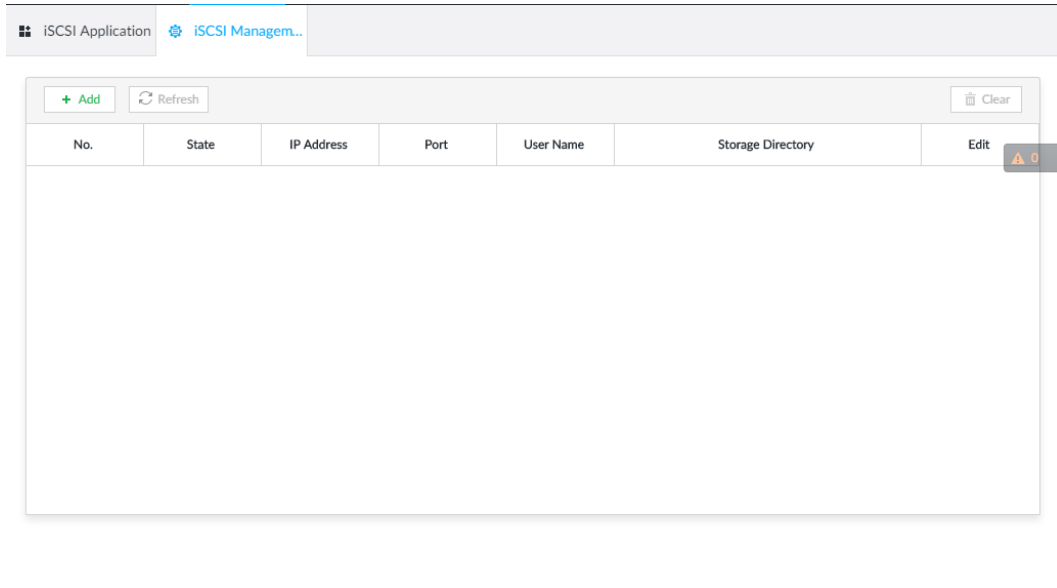 iSCSI Application iSCSI Managem...
+ Add Refresh Clear
No. State IP Address Port User Name Storage Directory Edit
0